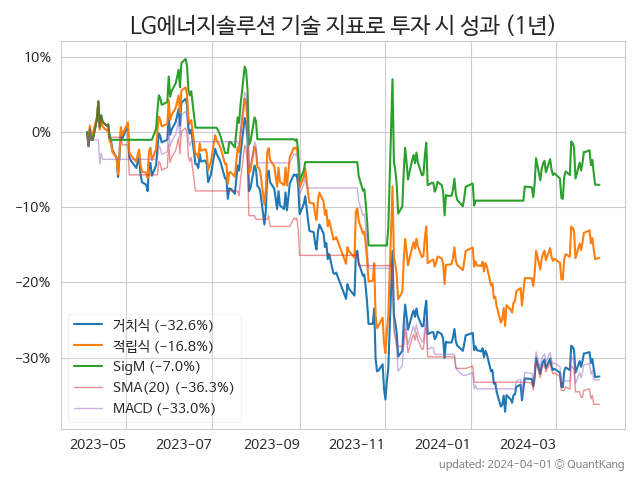 LG에너지솔루션 기술 지표로 투자 시 성과 (1년)
10%
0%
−10%
−20%
−30%
거치식 (−32.6%)
적립식 (−16.8%)
SigM (−7.0%)
SMA(20) (−36.3%)
MACD (−33.0%)
2023-05 2023-07 2023-09 2023-11 2024-01 2024-03
updated: 2024-04-01 © QuantKang